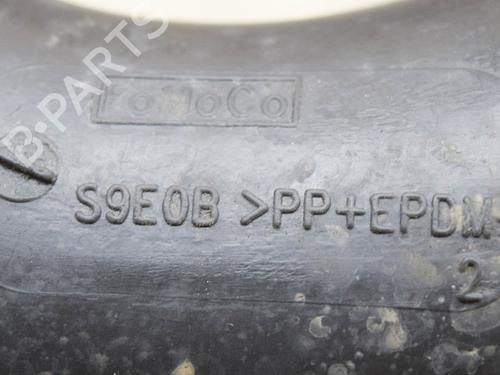 B-PARTS
FoMoCo
S9E0B >PP+EPDM
2